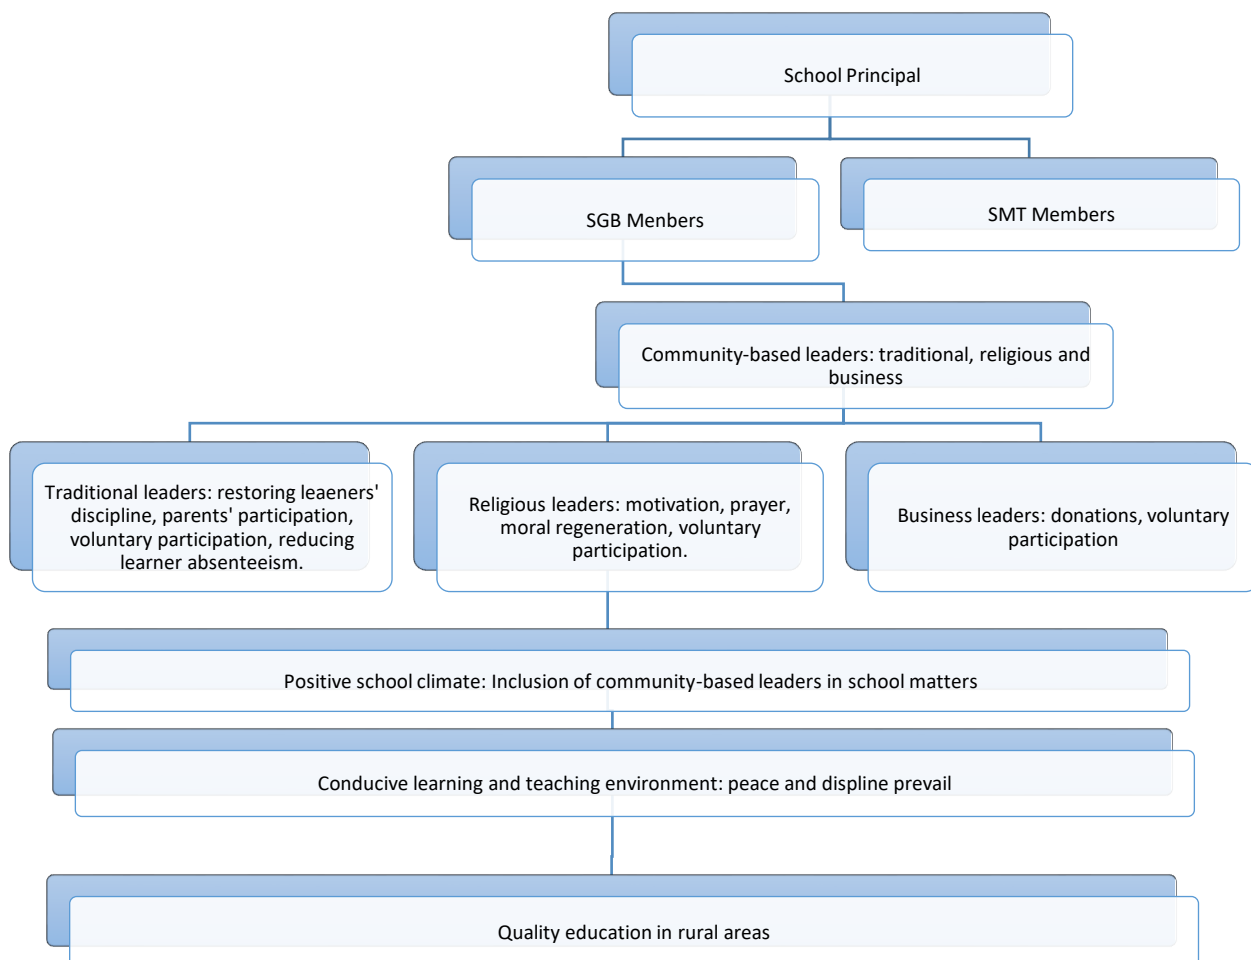 School Principal
SGB Menbers
SMT Members
Community-based leaders: traditional, religious and
business
Traditional leaders: restoring leaeners'
discipline, parents' participation,
voluntary participation, reducing
learner absenteeism.
Religious leaders: motivation, prayer,
moral regeneration, voluntary
participation.
Business leaders: donations, voluntary
participation
Positive school climate: Inclusion of community-based leaders in school matters
Conducive learning and teaching environment: peace and displine prevail
Quality education in rural areas